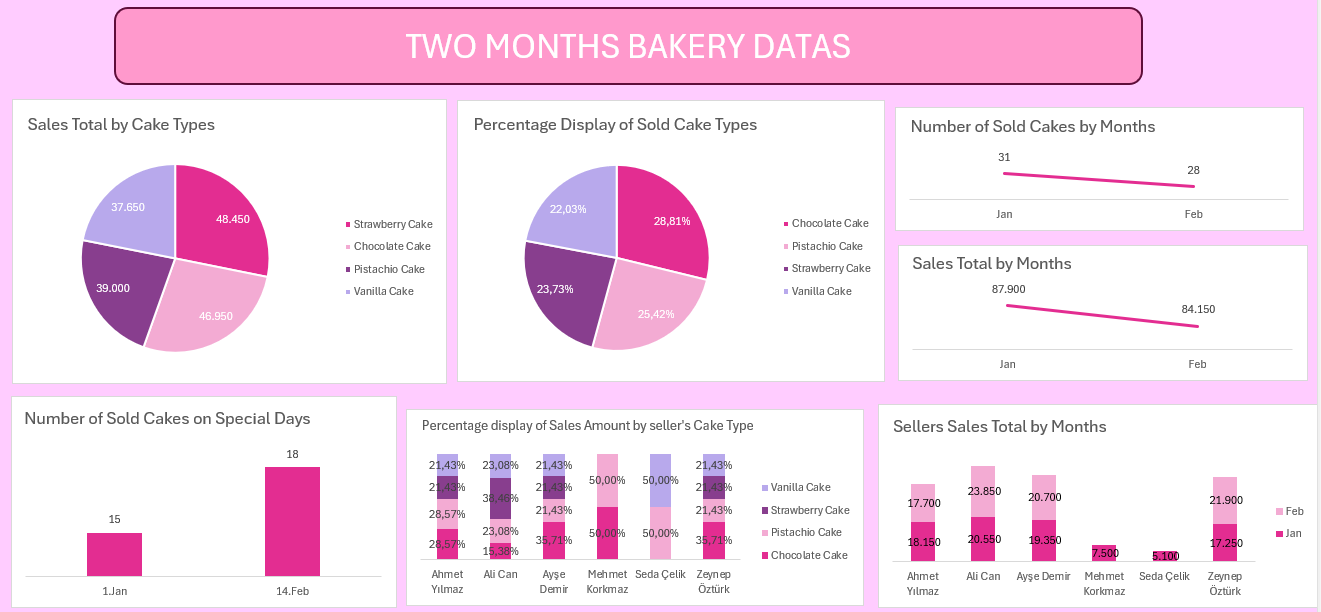 TWO MONTHS BAKERY DATAS
Sales Total by Cake Types
37.650
48.450
39.000
46.950
Strawberry Cake
Chocolate Cake
Pistachio Cake
Vanilla Cake
Percentage Display of Sold Cake Types
22,03%
28,81%
23,73%
25,42%
Chocolate Cake
Pistachio Cake
Strawberry Cake
Vanilla Cake
Number of Sold Cakes by Months
31
28
Jan
Feb
Sales Total by Months
87.900
84.150
Jan
Feb
Number of Sold Cakes on Special Days
15
18
1.Jan
14.Feb
Percentage display of Sales Amount by seller's Cake Type
21,43% 23,08% 21,43% 50,00% 50,00% 21,43%
21,43% 38,46% 21,43% 21,43%
28,57% 23,08% 21,43% 21,43%
28,57% 15,38% 35,71% 50,00% 50,00% 35,71%
Ahmet Ali Can Ayşe Mehmet Seda Çelik Zeynep
Yılmaz Demir Korkmaz Öztürk
Vanilla Cake
Strawberry Cake
Pistachio Cake
Chocolate Cake
Sellers Sales Total by Months
17.700 23.850 20.700 21.900
18.150 20.550 19.350 7.500 5.100 17.250
Ahmet Ali Can Ayşe Demir Mehmet Seda Çelik Zeynep
Yılmaz Korkmaz Öztürk
Feb
Jan